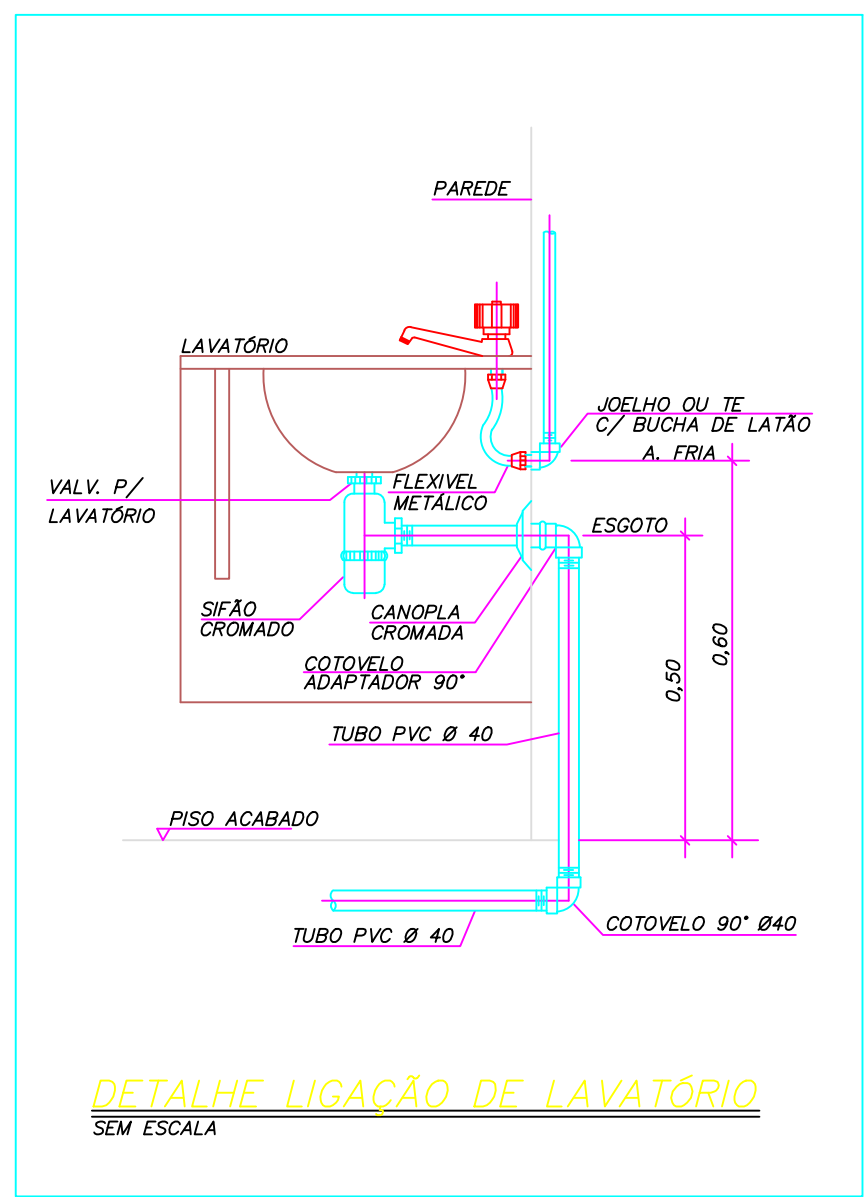 PAREDE
LAVATÓRIO
JOELHO OU TE
C/ BUCHA DE LATÃO
A. FRIA
VALV. P/
LAVATÓRIO
FLEXIVEL
METÁLICO
ESGOTO
SIFÃO
CROMADO
CANOPLA
CROMADA
COTOVELO
ADAPTADOR 90°
0,50
0,60
TUBO PVC Ø 40
PISO ACABADO
TUBO PVC Ø 40
COTOVELO 90° Ø40
DETALHE LIGAÇÃO DE LAVATÓRIO
SEM ESCALA